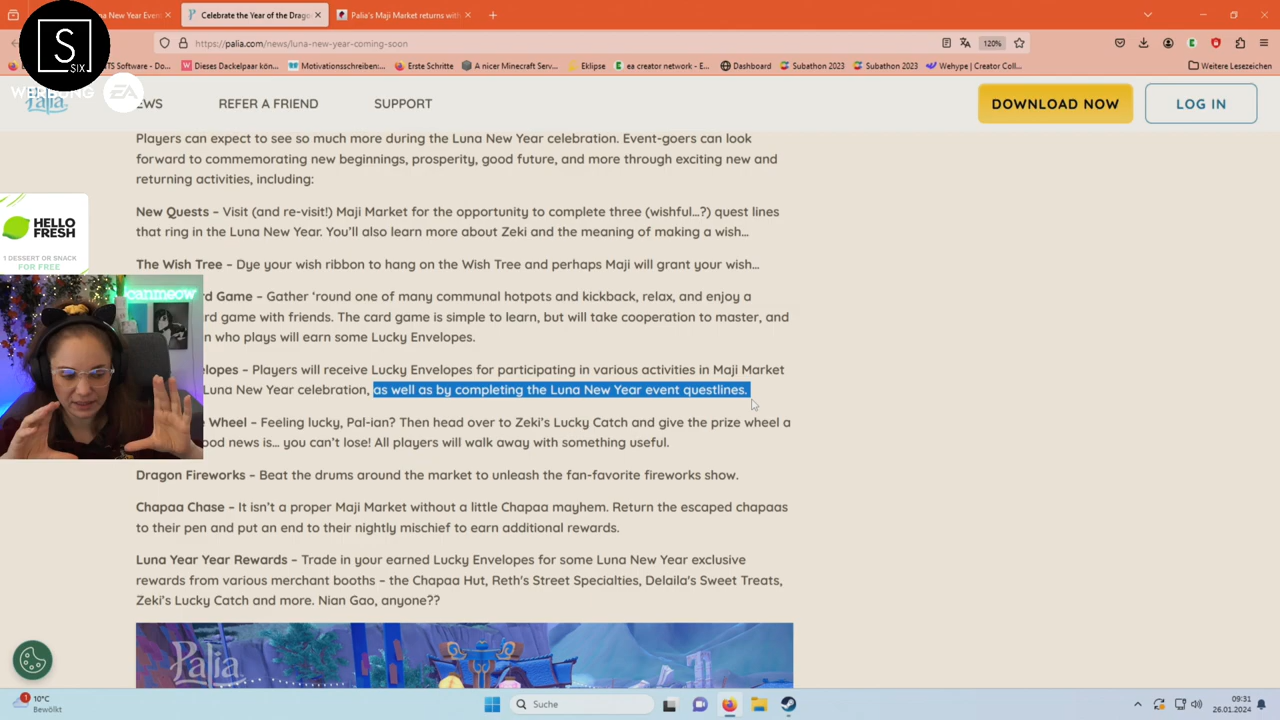 na New Year Even
Celebrate the Year of the Drago
Palia's Maji Market returns with
https://palia.com/news/luna-new-year-coming-soon
120%
TS Software - Do...
Dieses Dackelpaar kön...
Motivationsschreiben:...
Erste Schritte
A nicer Microsoft Serv...
Eklipse
ea creator network - E...
Dashboard
Subathon 2023
Subathon 2023
Wehype | Creator Coll...
Weitere Lesezeichen
S
SIX
WERBUNG
EA
Palia
EWS
REFER A FRIEND
SUPPORT
DOWNLOAD NOW
LOG IN
Players can expect to see so much more during the Luna New Year celebration. Event-goers can look
forward to commemorating new beginnings, prosperity, good future, and more through exciting new and
returning activities, including:
New Quests – Visit (and re-visit!) Maji Market for the opportunity to complete three (wishful...?) quest lines
that ring in the Luna New Year. You'll also learn more about Zeki and the meaning of making a wish...
The Wish Tree – Dye your wish ribbon to hang on the Wish Tree and perhaps Maji will grant your wish...
rd Game – Gather 'round one of many communal hotpots and kickback, relax, and enjoy a
rd game with friends. The card game is simple to learn, but will take cooperation to master, and
n who plays will earn some Lucky Envelopes.
elopes – Players will receive Lucky Envelopes for participating in various activities in Maji Market
Luna New Year celebration, as well as by completing the Luna New Year event questlines.
e Wheel – Feeling lucky, Pal-ian? Then head over to Zeki's Lucky Catch and give the prize wheel a
ood news is... you can't lose! All players will walk away with something useful.
Dragon Fireworks – Beat the drums around the market to unleash the fan-favorite fireworks show.
Chapaa Chase – It isn't a proper Maji Market without a little Chapaa mayhem. Return the escaped chapaas
to their pen and put an end to their nightly mischief to earn additional rewards.
Luna Year Year Rewards – Trade in your earned Lucky Envelopes for some Luna New Year exclusive
rewards from various merchant booths – the Chapaa Hut, Reth's Street Specialties, Delaila's Sweet Treats,
Zeki's Lucky Catch and more. Nian Gao, anyone??
HELLO
FRESH
1 DESSERT OR SNACK
FOR FREE
canmeow
Palia
1
10°C
Bewölkt
Suche
09:31
26.01.2024